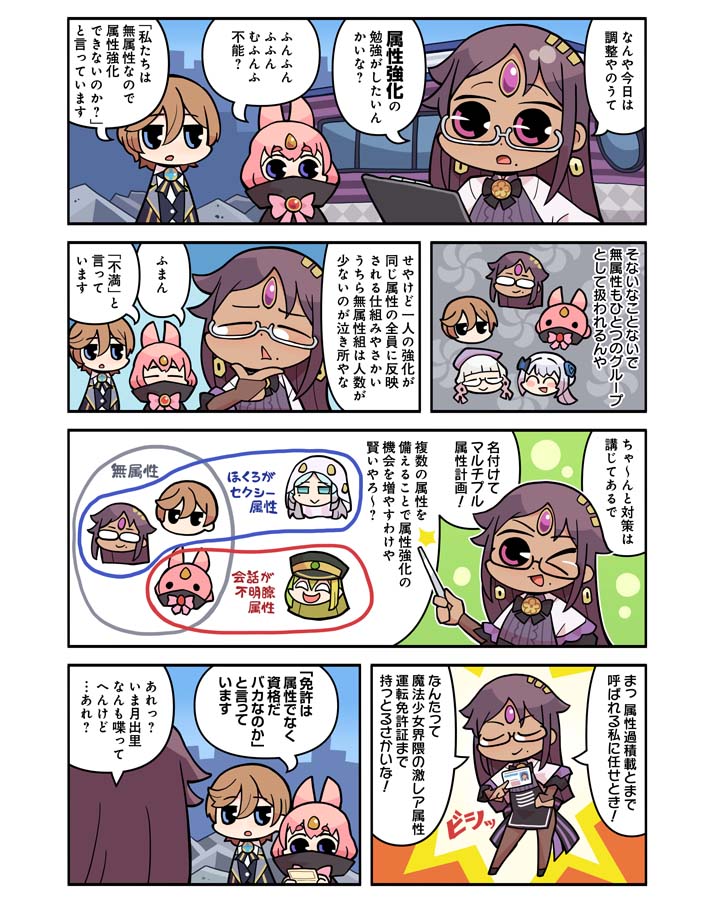 なんや今日は
調整やのうて
属性強化の
勉強がしたいん
かいな?
ふんふん
ふふん
むふんふ
不能?
「私たちは
無属性なので
属性強化
できないのか?」
と言っています
そないなことないで
無属性もひとつのグループ
として扱われるんや
せやけど一人の強化が
同じ属性の全員に反映
される仕組みやさかい
うちら無属性組は人数が
少ないのが泣き所やな
ふまん
「不満」と
言って
います
ちゃ〜んと対策は
講じてあるで
名付けて
マルチプル
属性計画!
複数の属性を
備えることで属性強化の
機会を増やすわけや
賢いやろ〜?
無属性
ほくろが
セクシー
属性
会話が
不明瞭
属性
まっ 属性過積載とまで
呼ばれる私に任せとき!
なんたって
魔法少女界隈の激レア属性
運転免許証まで
持っとるさかいな!
ビシッ
「免許は
属性でなく
資格だ
バカなのか」
と言って
います
あれっ?
いま月出里
なんも喋って
へんけど
…あれ?